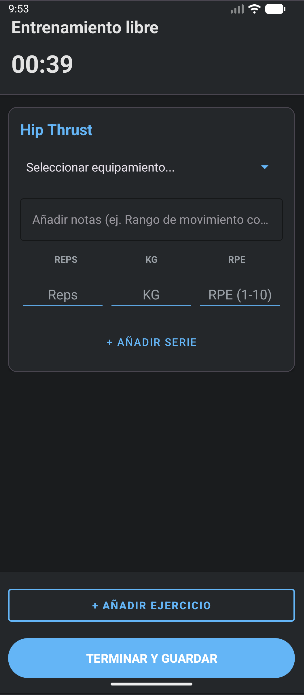 9:53
Entrenamiento libre
00:39
Hip Thrust
Seleccionar equipamiento...
Añadir notas (ej. Rango de movimiento co...
REPS KG RPE
Reps KG RPE (1-10)
+ AÑADIR SERIE
+ AÑADIR EJERCICIO
TERMINAR Y GUARDAR